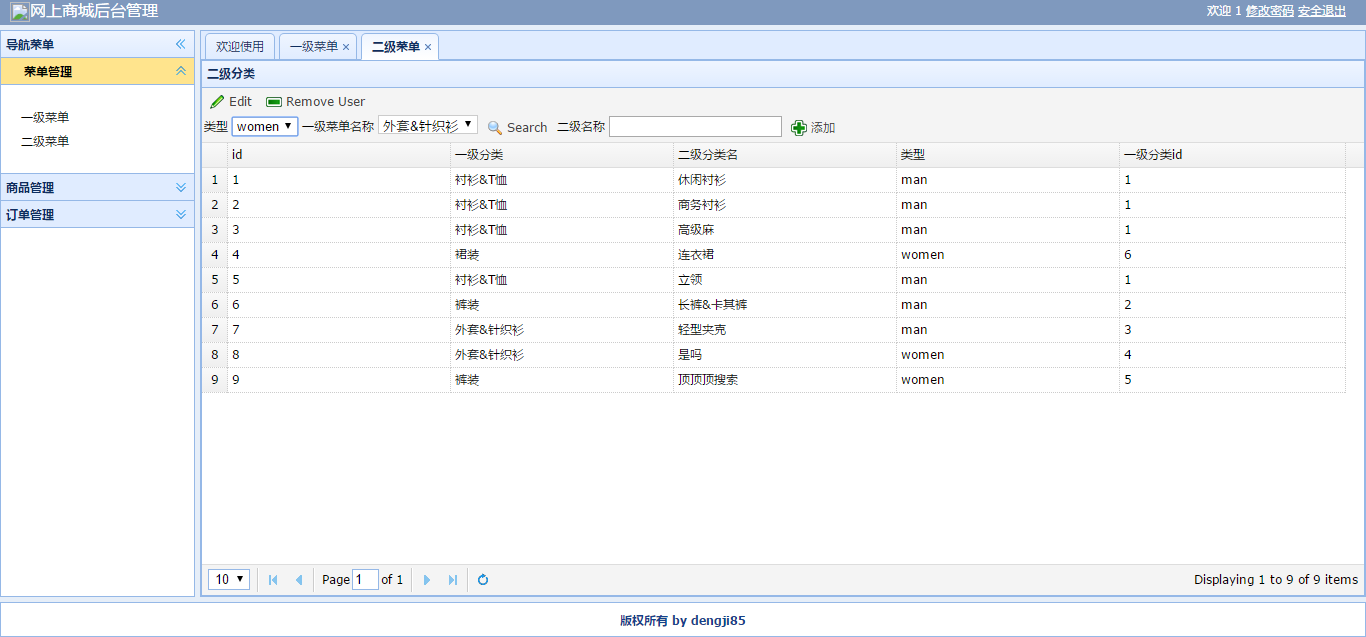 网上商城后台管理 欢迎 1 修改密码 安全退出
导航菜单
菜单管理
一级菜单
二级菜单
商品管理
订单管理
欢迎使用 一级菜单 二级菜单
二级分类
Edit Remove User
类型 women 一级菜单名称 外套&针织衫 Search 二级名称 添加
id 一级分类 二级分类名 类型 一级分类id
1 1 衬衫&T恤 休闲衬衫 man 1
2 2 衬衫&T恤 商务衬衫 man 1
3 3 衬衫&T恤 高级麻 man 1
4 4 裙装 连衣裙 women 6
5 5 衬衫&T恤 立领 man 1
6 6 裤装 长裤&卡其裤 man 2
7 7 外套&针织衫 轻型夹克 man 3
8 8 外套&针织衫 是吗 women 4
9 9 裤装 顶顶顶搜索 women 5
10 Page 1 of 1 Displaying 1 to 9 of 9 items
版权所有 by dengji85